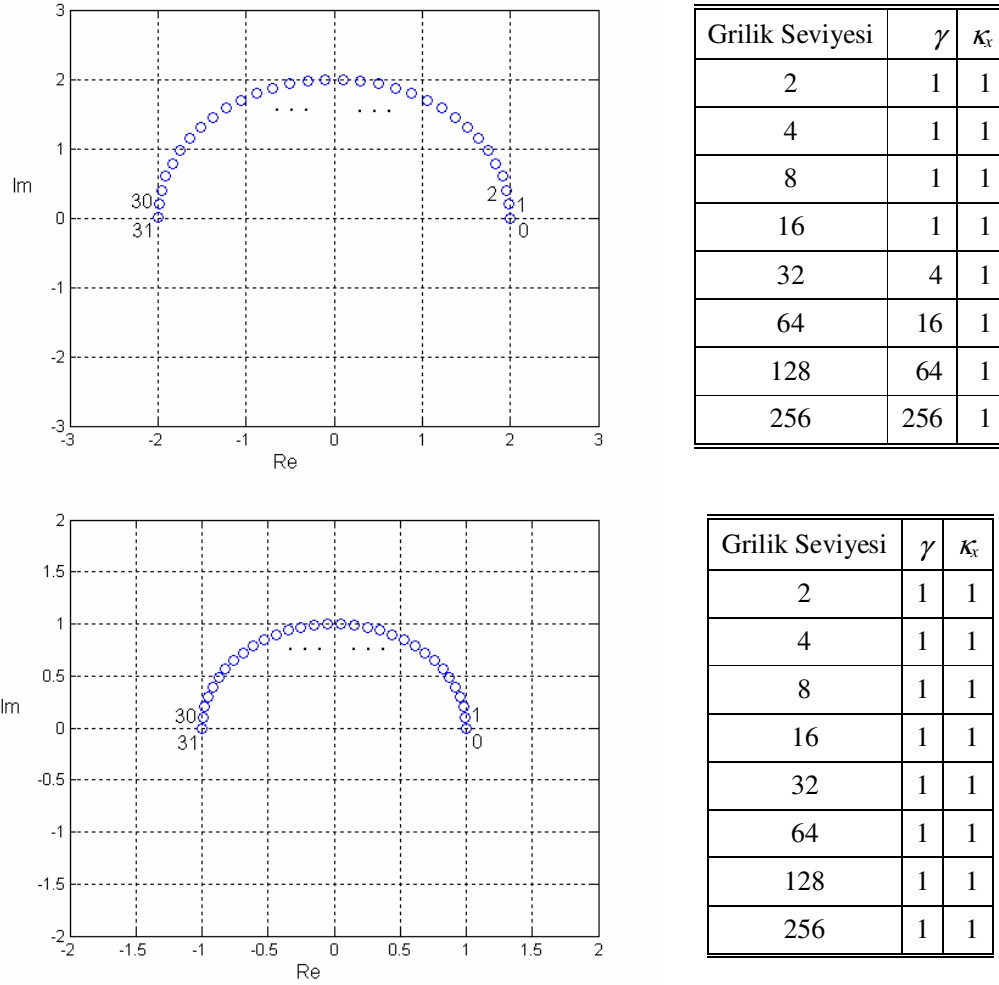 3
2
1
0
-1
-2
-3
Im
30
31
2
1
0
. . . . . .
-3 -2 -1 0 1 2 3
Re
Grilik Seviyesi γ κx
2 1 1
4 1 1
8 1 1
16 1 1
32 4 1
64 16 1
128 64 1
256 256 1
2
1.5
1
0.5
0
-0.5
-1
-1.5
-2
Im
30
31
1
0
. . . . . .
-2 -1.5 -1 -0.5 0 0.5 1 1.5 2
Re
Grilik Seviyesi γ κx
2 1 1
4 1 1
8 1 1
16 1 1
32 1 1
64 1 1
128 1 1
256 1 1